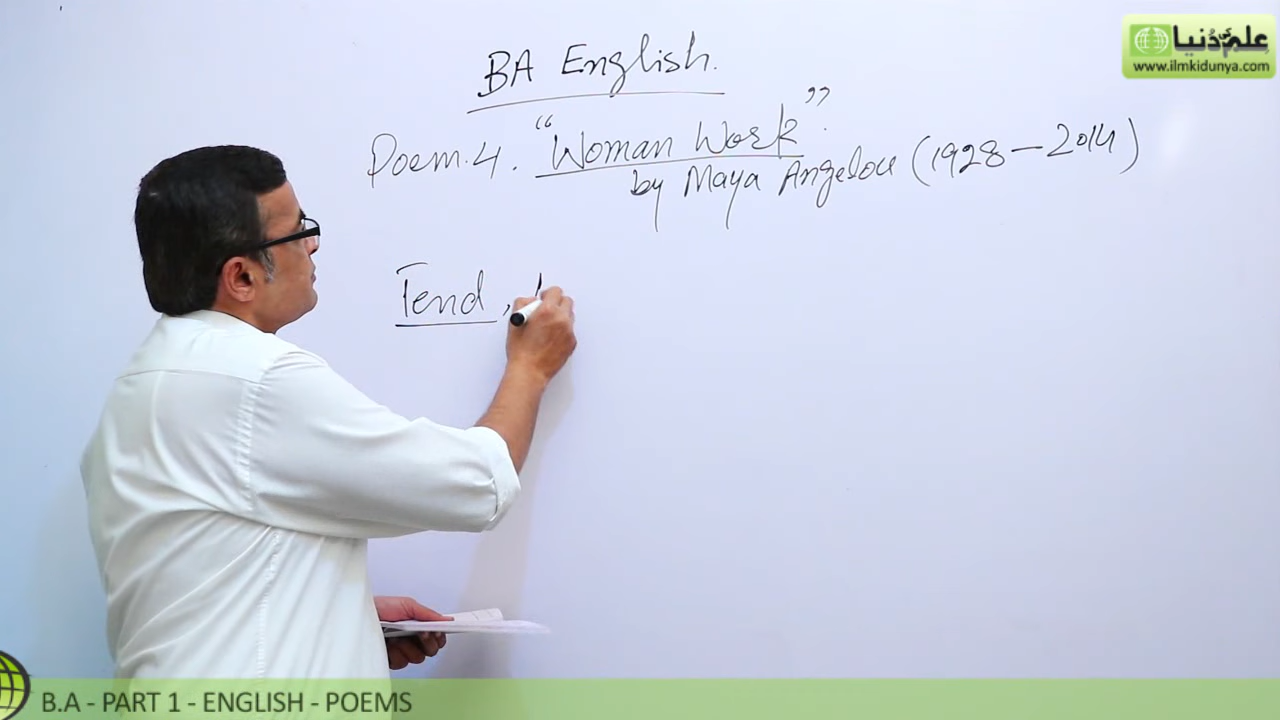 علم کی دُنیا
www.ilmkidunya.com
BA English.
Poem.4. "Woman Work".
by Maya Angelou (1928-2014)
Tend,
B.A - PART 1 - ENGLISH - POEMS